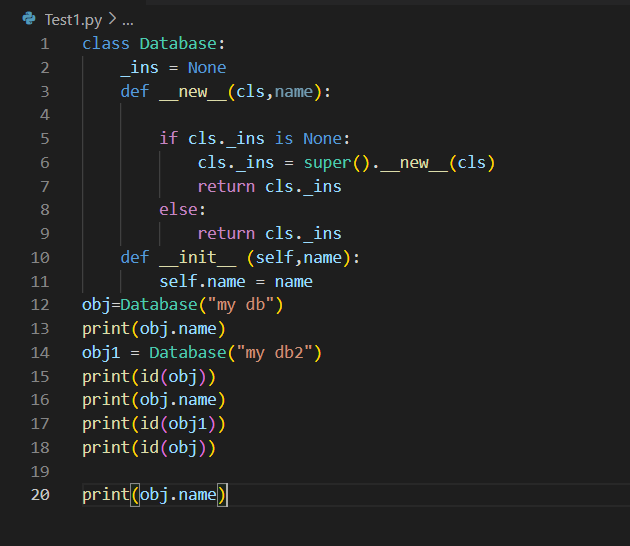 Test1.py > ...
1 class Database:
2     _ins = None
3     def __new__(cls,name):
4
5         if cls._ins is None:
6             cls._ins = super().__new__(cls)
7             return cls._ins
8         else:
9             return cls._ins
10     def __init__ (self,name):
11         self.name = name
12 obj=Database("my db")
13 print(obj.name)
14 obj1 = Database("my db2")
15 print(id(obj))
16 print(obj.name)
17 print(id(obj1))
18 print(id(obj))
19
20 print(obj.name)